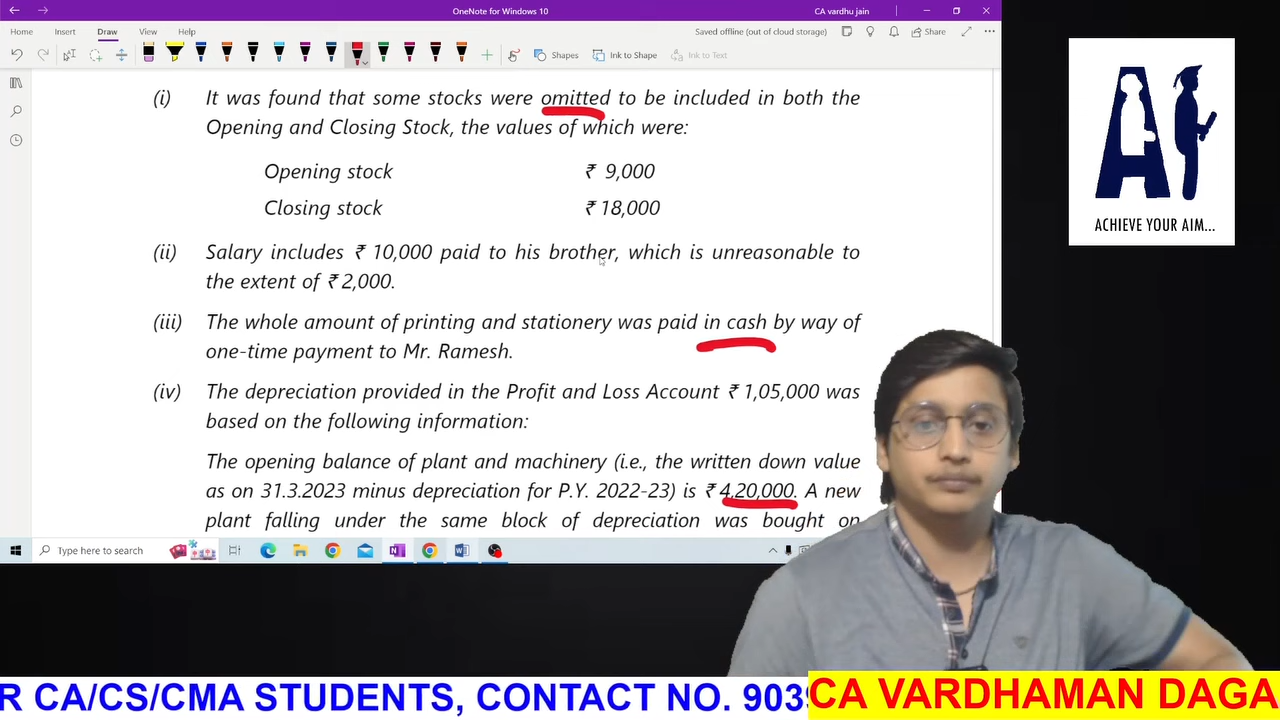 OneNote for Windows 10
CA vardhu jain
Home Insert Draw View Help
Saved offline (out of cloud storage)
Share
Shapes
Ink to Shape
Ink to Text
(i) It was found that some stocks were omitted to be included in both the
Opening and Closing Stock, the values of which were:
Opening stock ₹ 9,000
Closing stock ₹ 18,000
(ii) Salary includes ₹ 10,000 paid to his brother, which is unreasonable to
the extent of ₹ 2,000.
(iii) The whole amount of printing and stationery was paid in cash by way of
one-time payment to Mr. Ramesh.
(iv) The depreciation provided in the Profit and Loss Account ₹ 1,05,000 was
based on the following information:
The opening balance of plant and machinery (i.e., the written down value
as on 31.3.2023 minus depreciation for P.Y. 2022-23) is ₹ 4,20,000. A new
plant falling under the same block of depreciation was bought on
Type here to search
ACHIEVE YOUR AIM...
R CA/CS/CMA STUDENTS, CONTACT NO. 903
CA VARDHAMAN DAGA